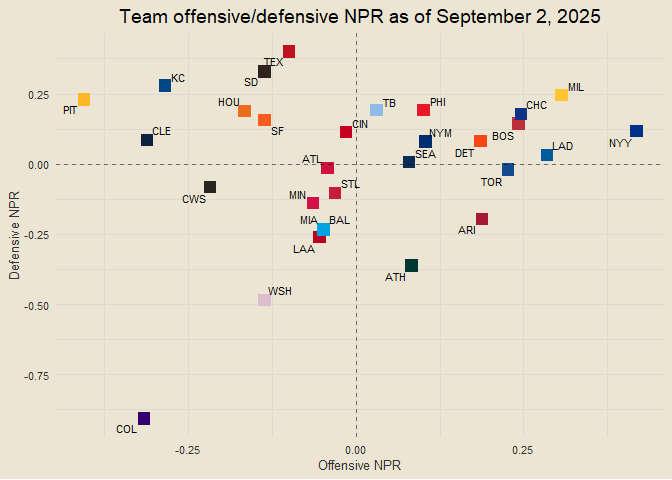 Team offensive/defensive NPR as of September 2, 2025
TEX
SD
KC
PIT
HOU
SF
TB
PHI
CHC
MIL
CLE
CIN
NYM
BOS
NYY
0.25
DET
LAD
SEA
ATL
TOR
0.00
STL
MIN
CWS
MIA
BAL
LAA
ARI
-0.25
ATH
WSH
-0.50
-0.75
COL
-0.25
0.00
0.25
Offensive NPR
Defensive NPR